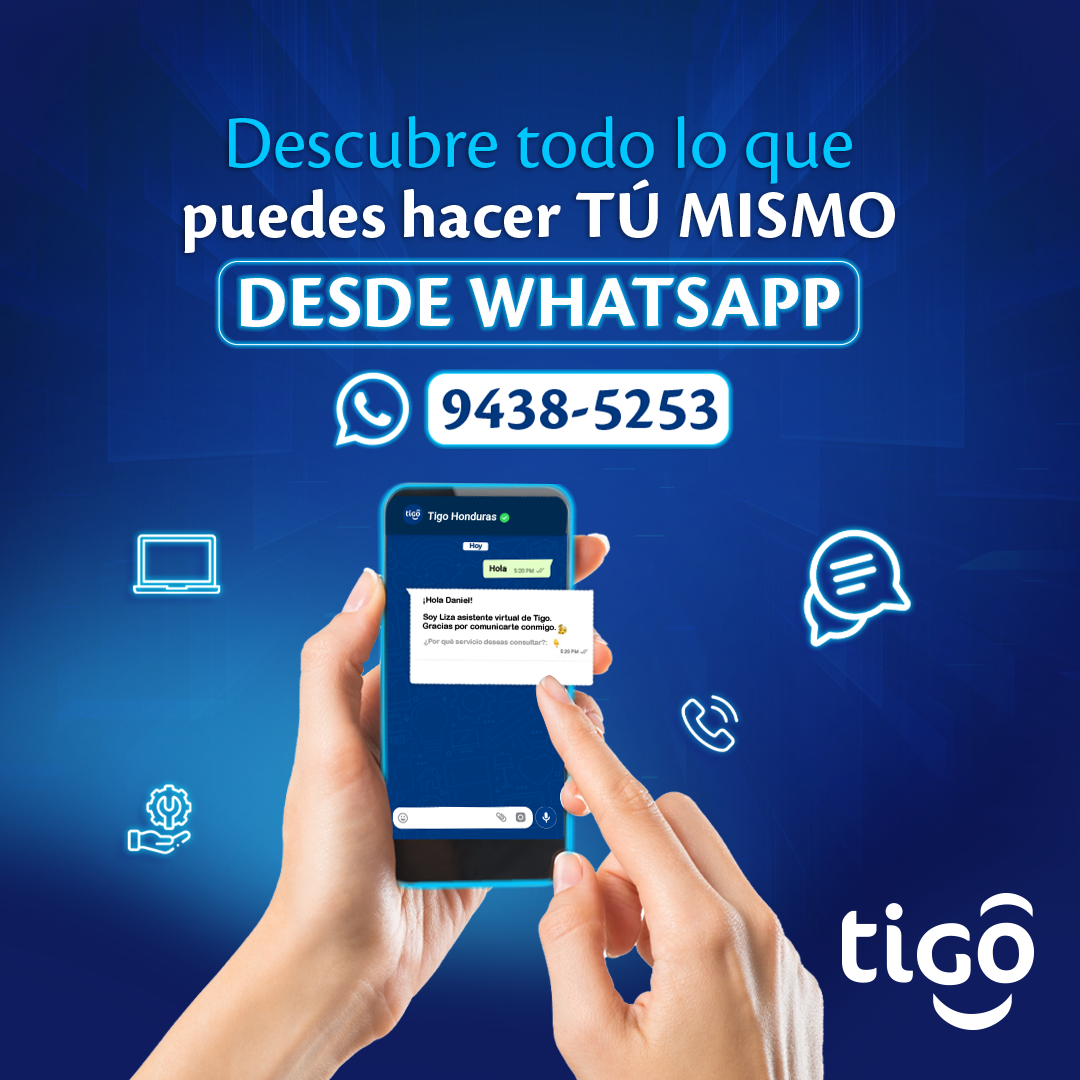 Descubre todo lo que
puedes hacer TÚ MISMO
DESDE WHATSAPP
9438-5253
tigô
Tigo Honduras
Hoy
Hola 5:20 PM
¡Hola Daniel!
Soy Liza asistente virtual de Tigo.
Gracias por comunicarte conmigo.
¿Por qué servicio deseas consultar?:
5:20 PM
tigô